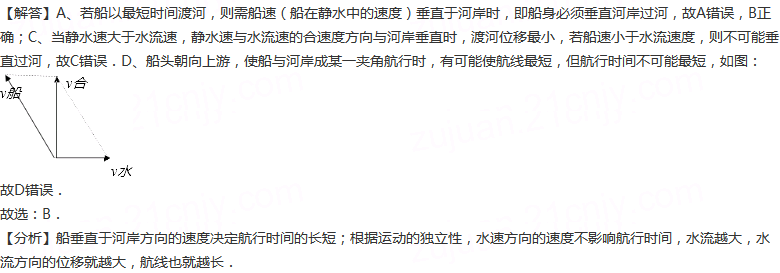 【解答】A、若船以最短时间渡河，则需船速（船在静水中的速度）垂直于河岸时，即船身必须垂直河岸过河，故A错误，B正
确；C、当静水速大于水流速，静水速与水流速的合速度方向与河岸垂直时，渡河位移最小，若船速小于水流速度，则不可能垂
直过河，故C错误．D、船头朝向上游，使船与河岸成某一夹角航行时，有可能使航线最短，但航行时间不可能最短，如图：
v船
v合
v水
故D错误．
故选：B．
【分析】船垂直于河岸方向的速度决定航行时间的长短；根据运动的独立性，水速方向的速度不影响航行时间，水流越大，水
流方向的位移就越大，航线也就越长．